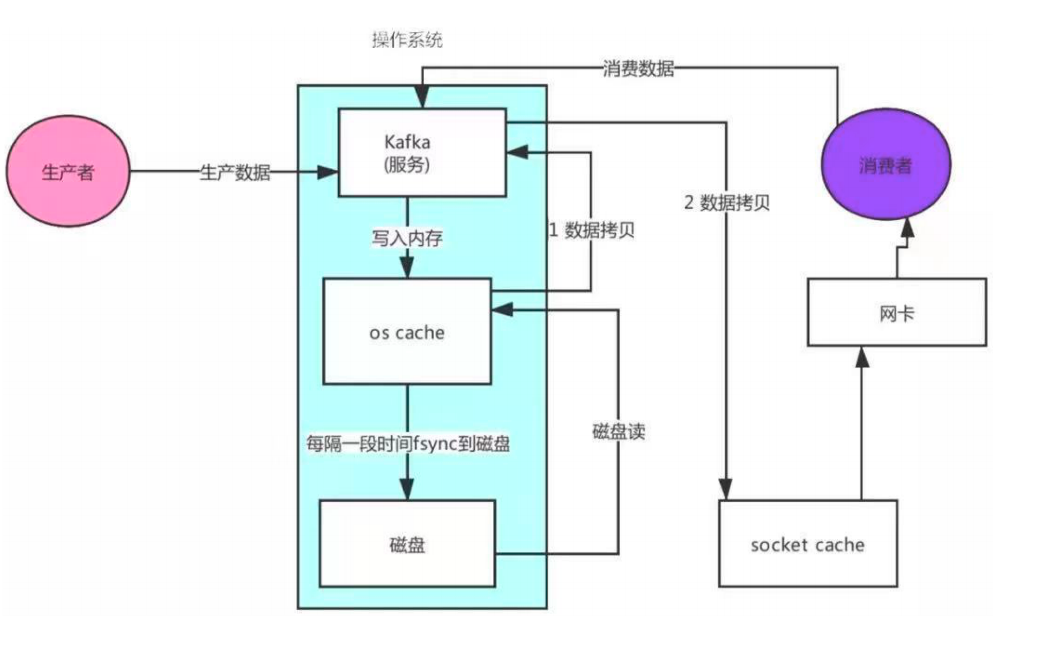 操作系统
消费数据
Kafka
(服务)
生产者
生产数据
消费者
2 数据拷贝
1 数据拷贝
写入内存
网卡
os cache
磁盘读
每隔一段时间fsync到磁盘
磁盘
socket cache